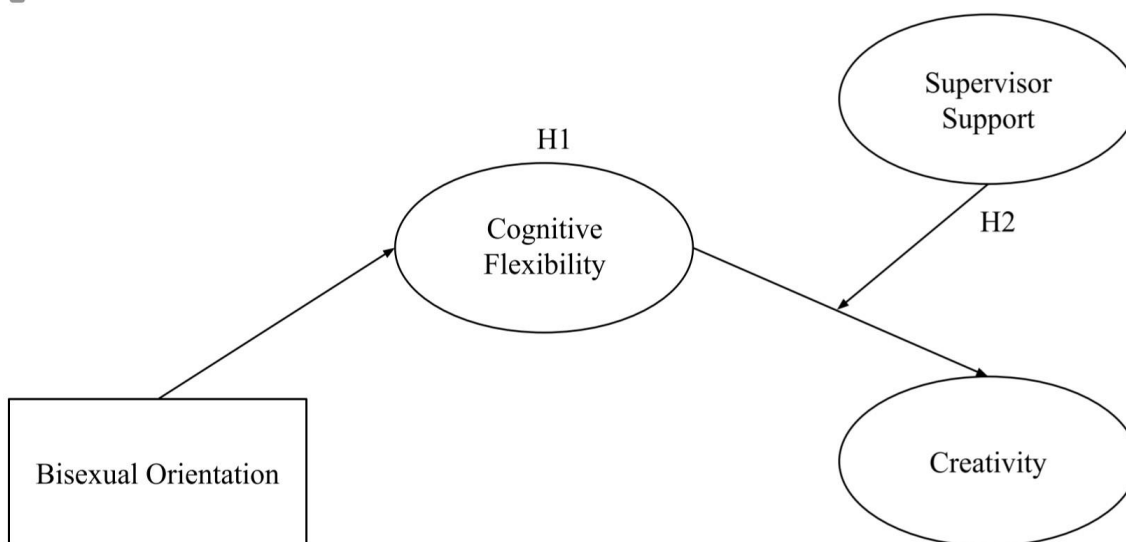 Supervisor
Support
H1
Cognitive
Flexibility
H2
Bisexual Orientation
Creativity